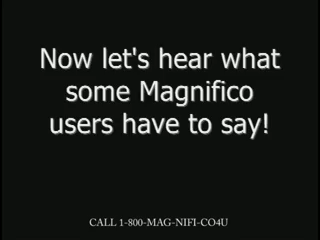 Now let's hear what
some Magnifico
users have to say!
CALL 1-800-MAG-NIFI-CO4U